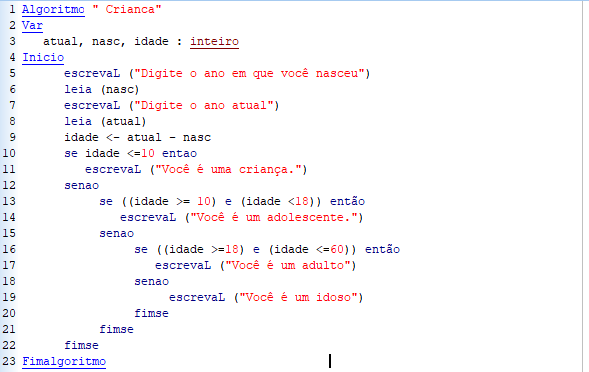 1 Algoritmo " Crianca"
2 Var
3 atual, nasc, idade : inteiro
4 Inicio
5 escrevaL ("Digite o ano em que você nasceu")
6 leia (nasc)
7 escrevaL ("Digite o ano atual")
8 leia (atual)
9 idade <- atual - nasc
10 se idade <=10 entao
11 escrevaL ("Você é uma criança.")
12 senao
13 se ((idade >= 10) e (idade <18)) então
14 escrevaL ("Você é um adolescente.")
15 senao
16 se ((idade >=18) e (idade <=60)) então
17 escrevaL ("Você é um adulto")
18 senao
19 escrevaL ("Você é um idoso")
20 fimse
21 fimse
22 fimse
23 Fimalgoritmo